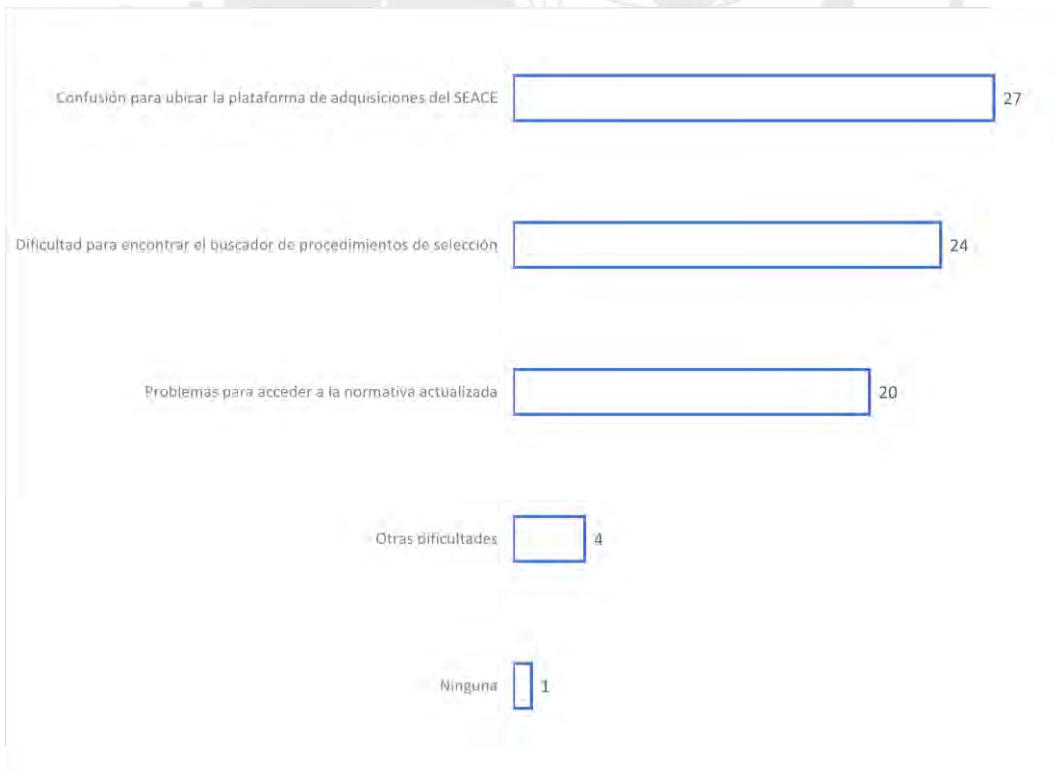 Confusión para ubicar la plataforma de adquisiciones del SEACE 27
Dificultad para encontrar el buscador de procedimientos de selección 24
Problemas para acceder a la normativa actualizada 20
Otras dificultades 4
Ninguna 1